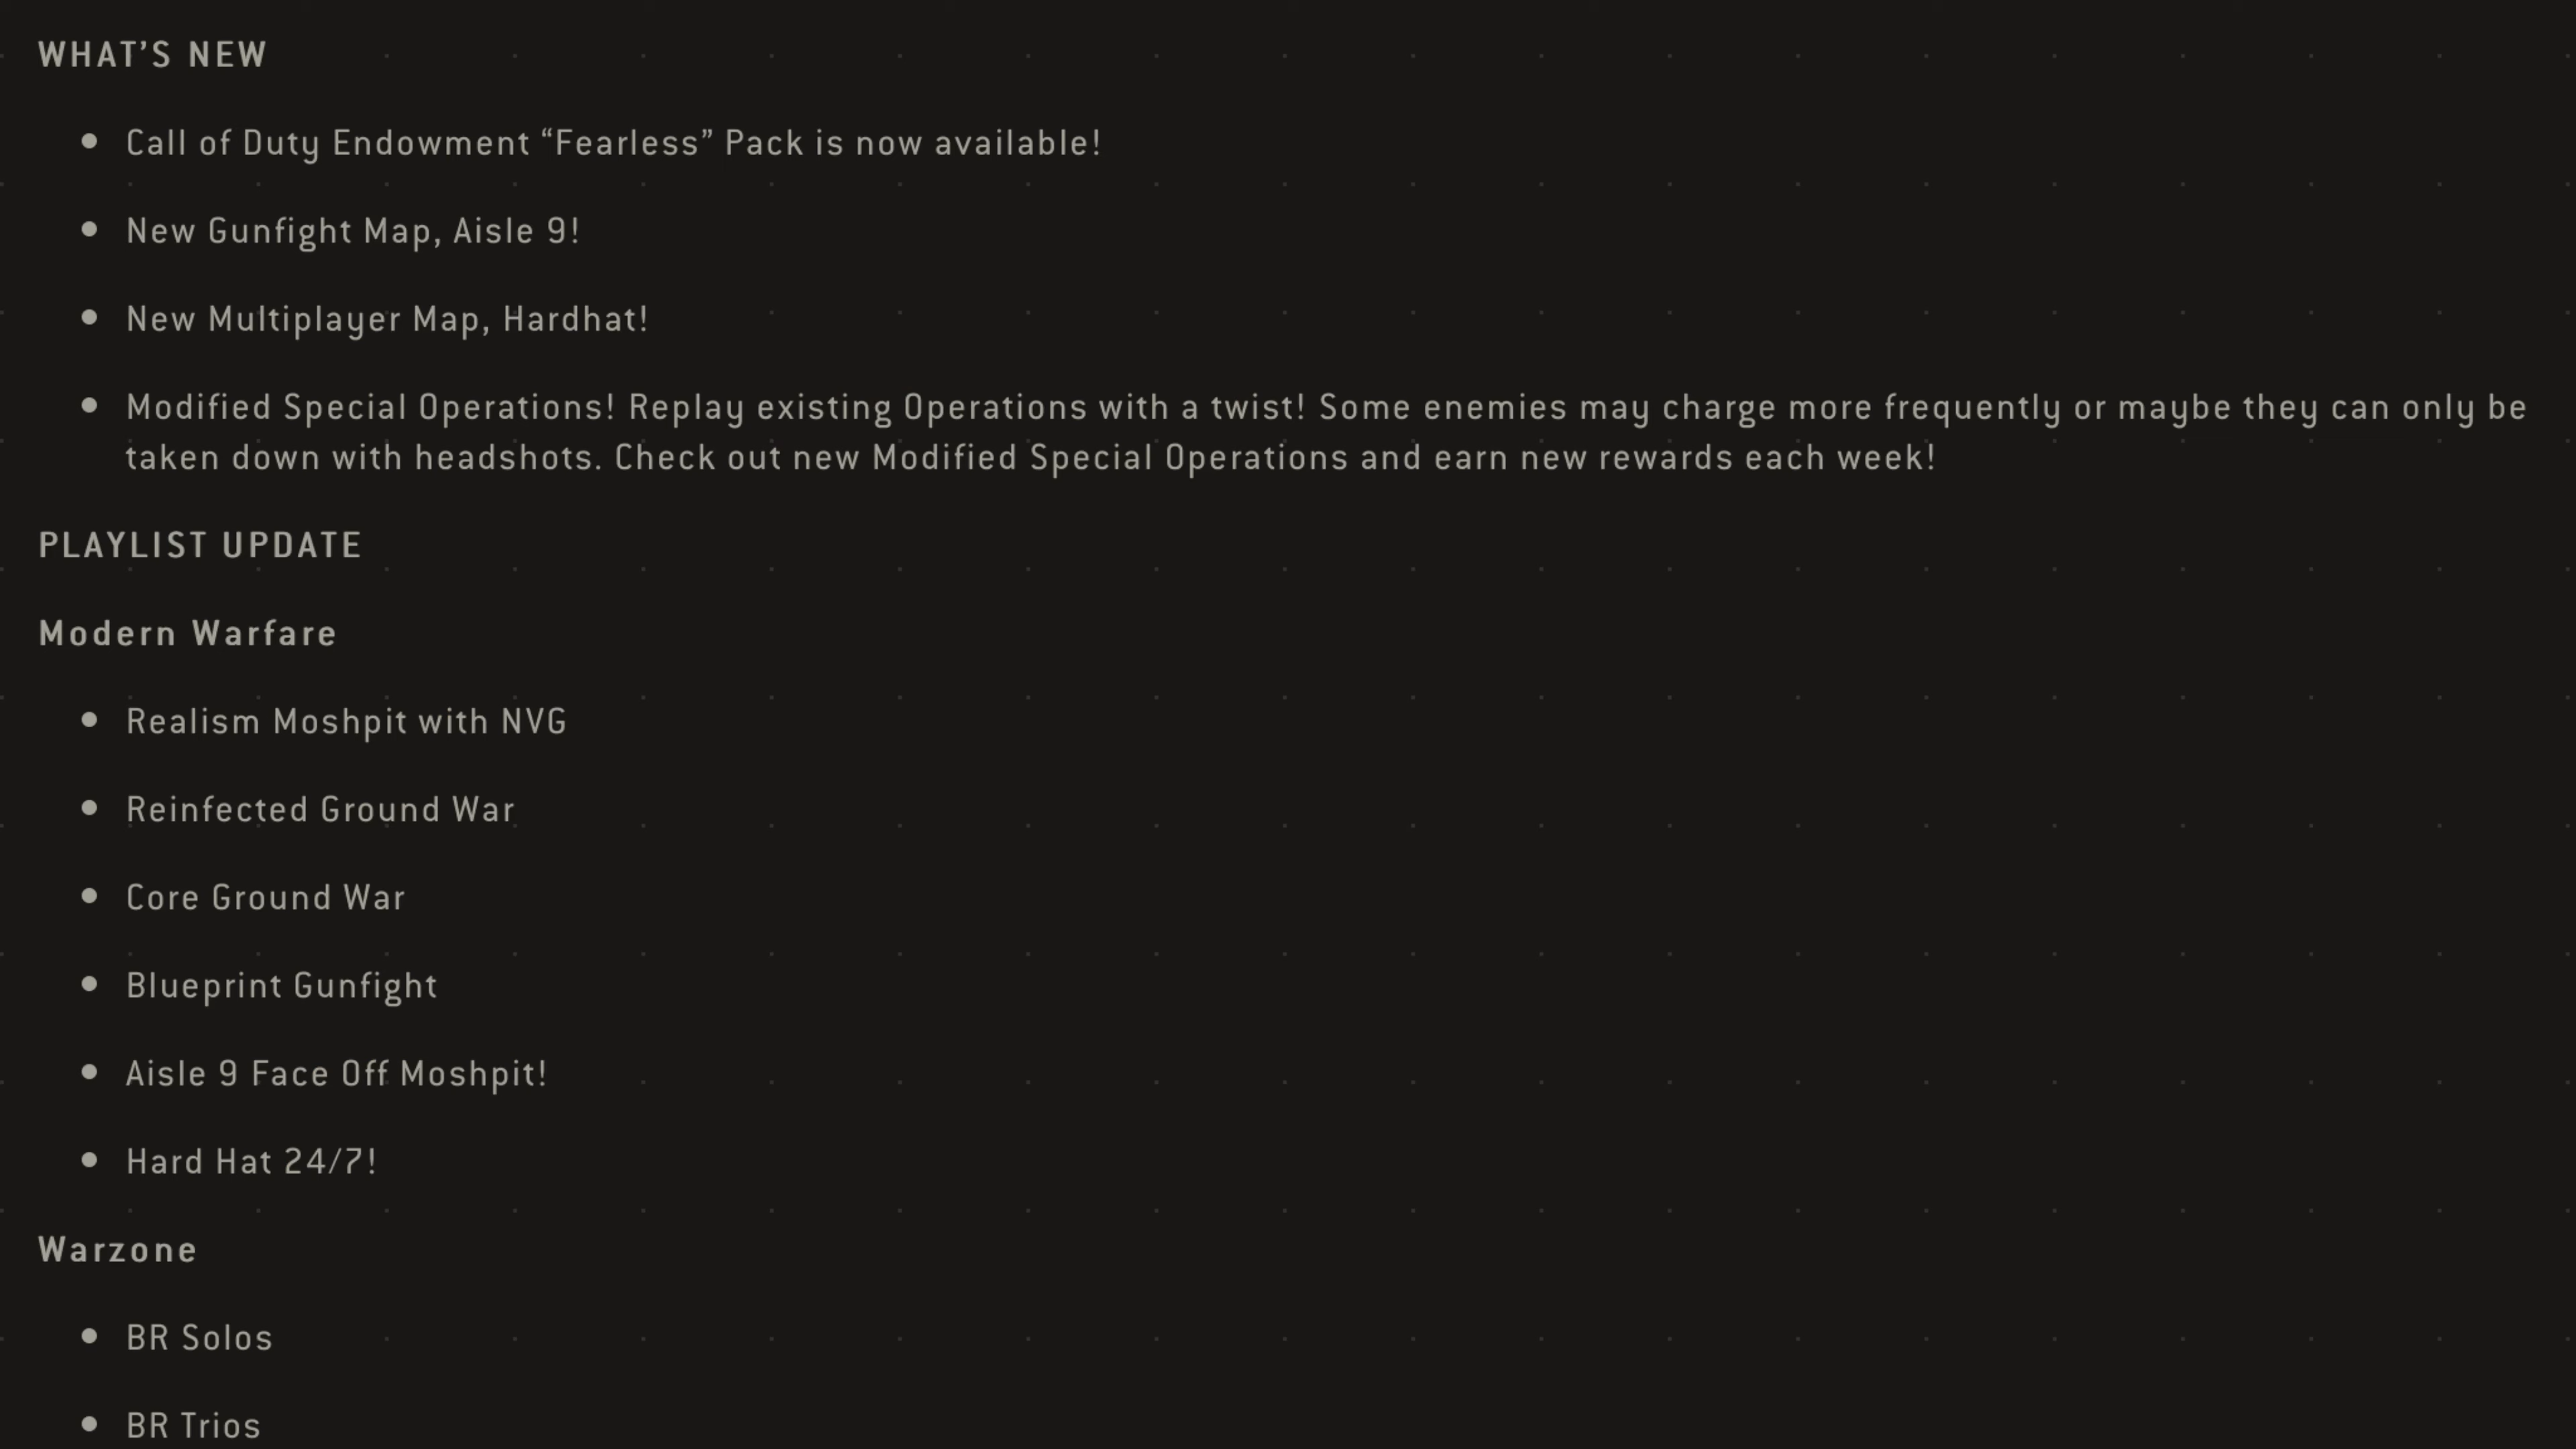 WHAT’S NEW
• Call of Duty Endowment “Fearless” Pack is now available!
• New Gunfight Map, Aisle 9!
• New Multiplayer Map, Hardhat!
• Modified Special Operations! Replay existing Operations with a twist! Some enemies may charge more frequently or maybe they can only be
taken down with headshots. Check out new Modified Special Operations and earn new rewards each week!
PLAYLIST UPDATE
Modern Warfare
• Realism Moshpit with NVG
• Reinfected Ground War
• Core Ground War
• Blueprint Gunfight
• Aisle 9 Face Off Moshpit!
• Hard Hat 24/7!
Warzone
• BR Solos
• BR Trios